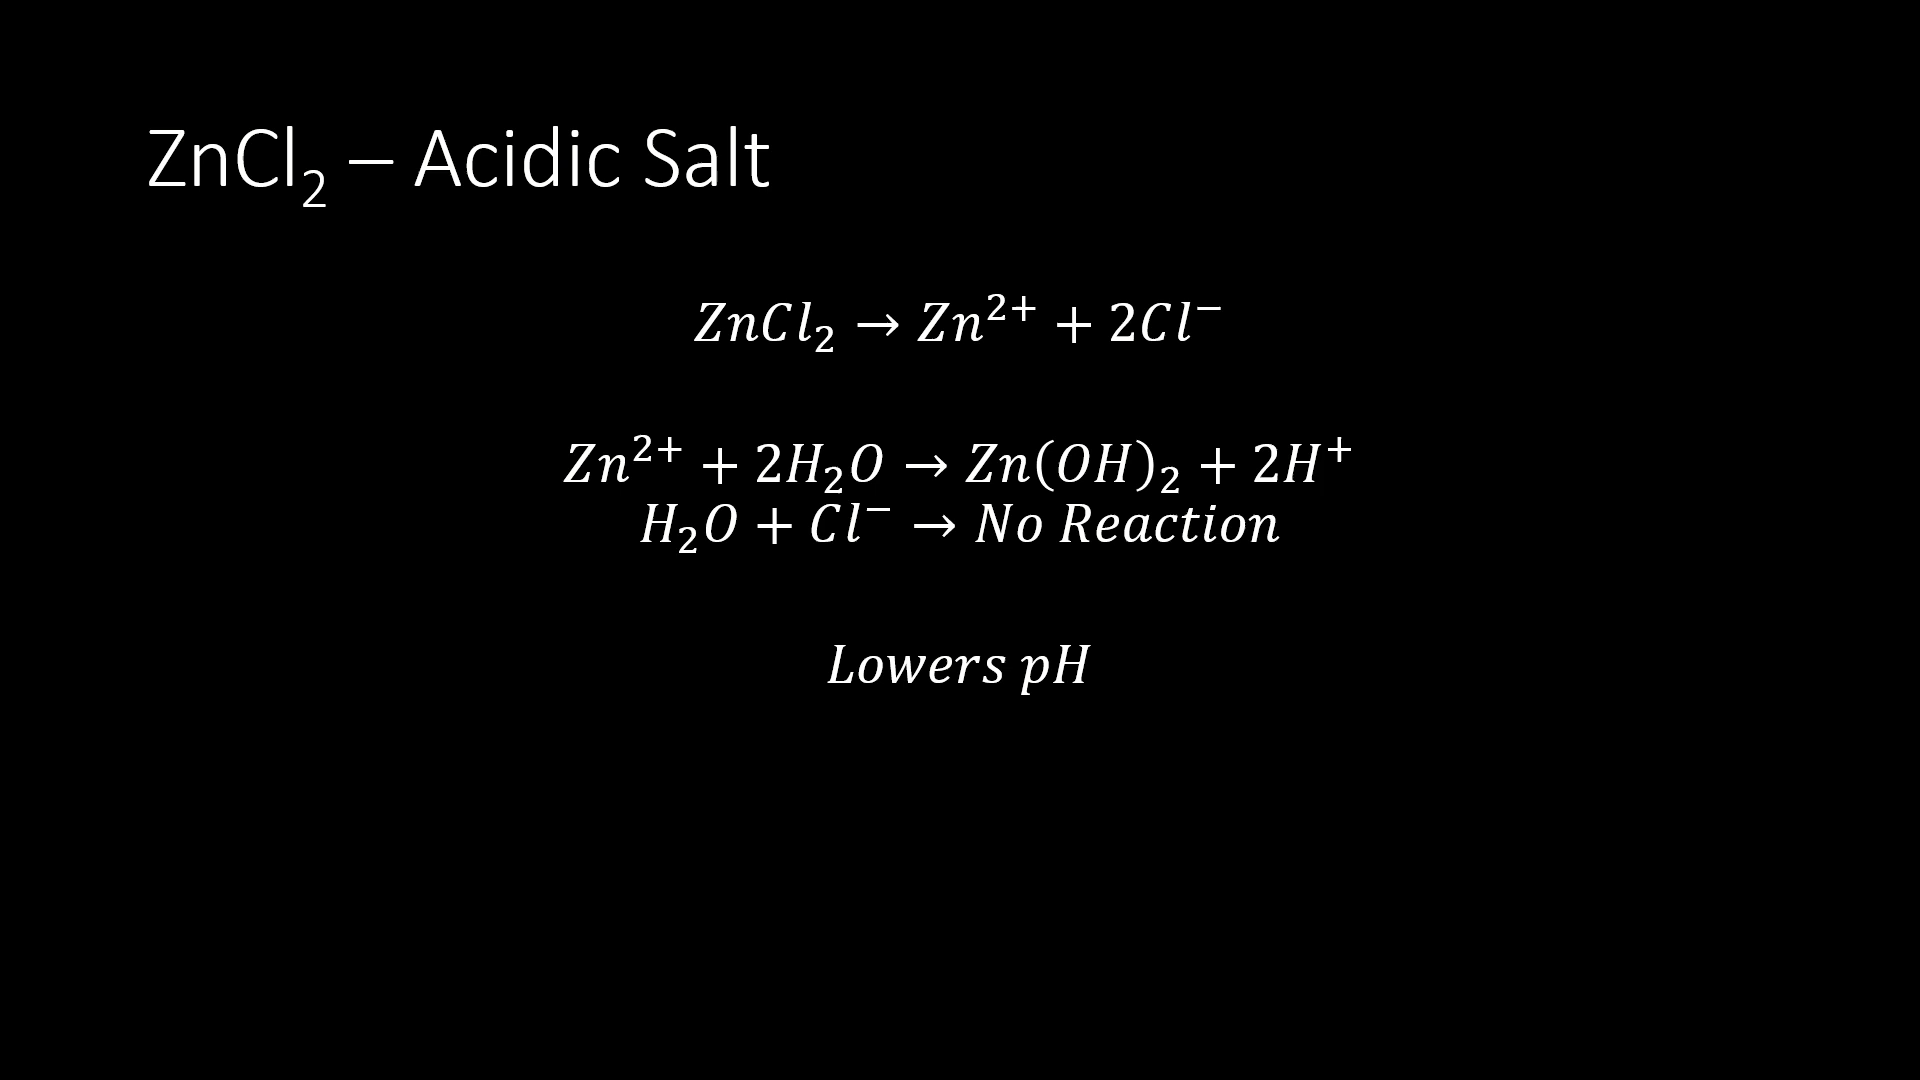 ZnCl₂ – Acidic Salt
ZnCl₂ → Zn²⁺ + 2Cl⁻
Zn²⁺ + 2H₂O → Zn(OH)₂ + 2H⁺
H₂O + Cl⁻ → No Reaction
Lowers pH